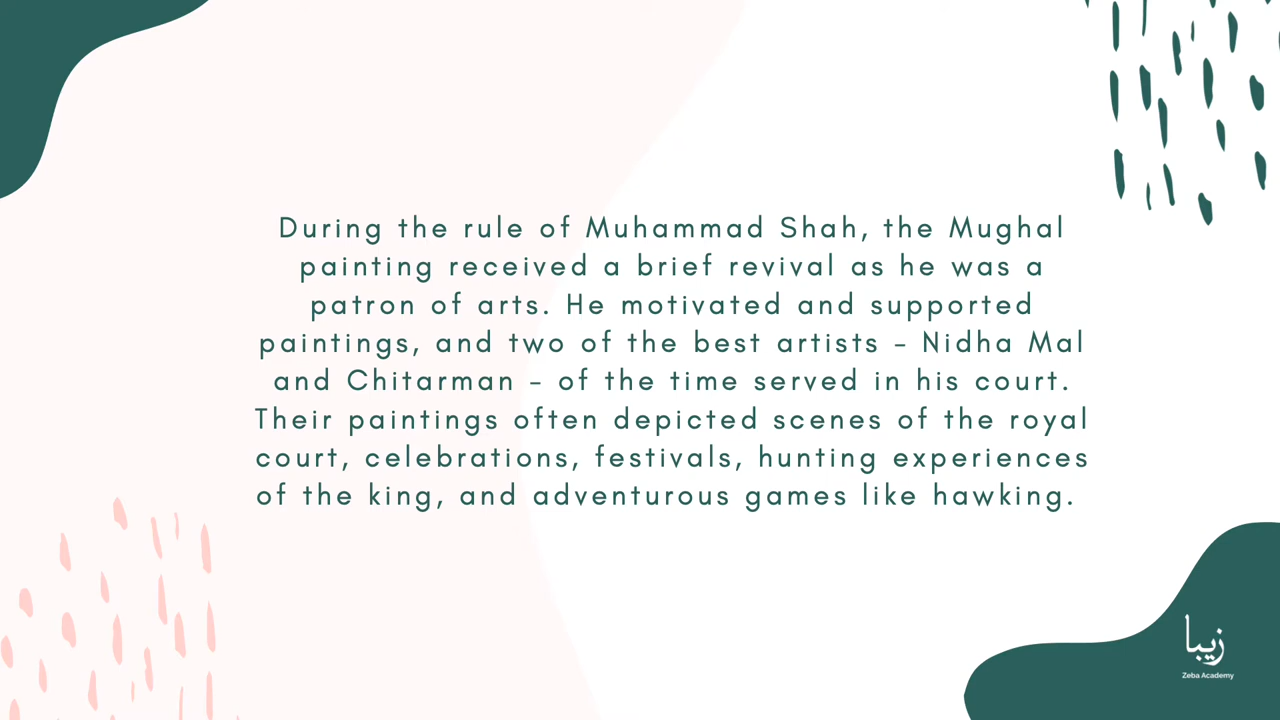 During the rule of Muhammad Shah, the Mughal
painting received a brief revival as he was a
patron of arts. He motivated and supported
paintings, and two of the best artists - Nidha Mal
and Chitarman - of the time served in his court.
Their paintings often depicted scenes of the royal
court, celebrations, festivals, hunting experiences
of the king, and adventurous games like hawking.
زیبا
Zeba Academy